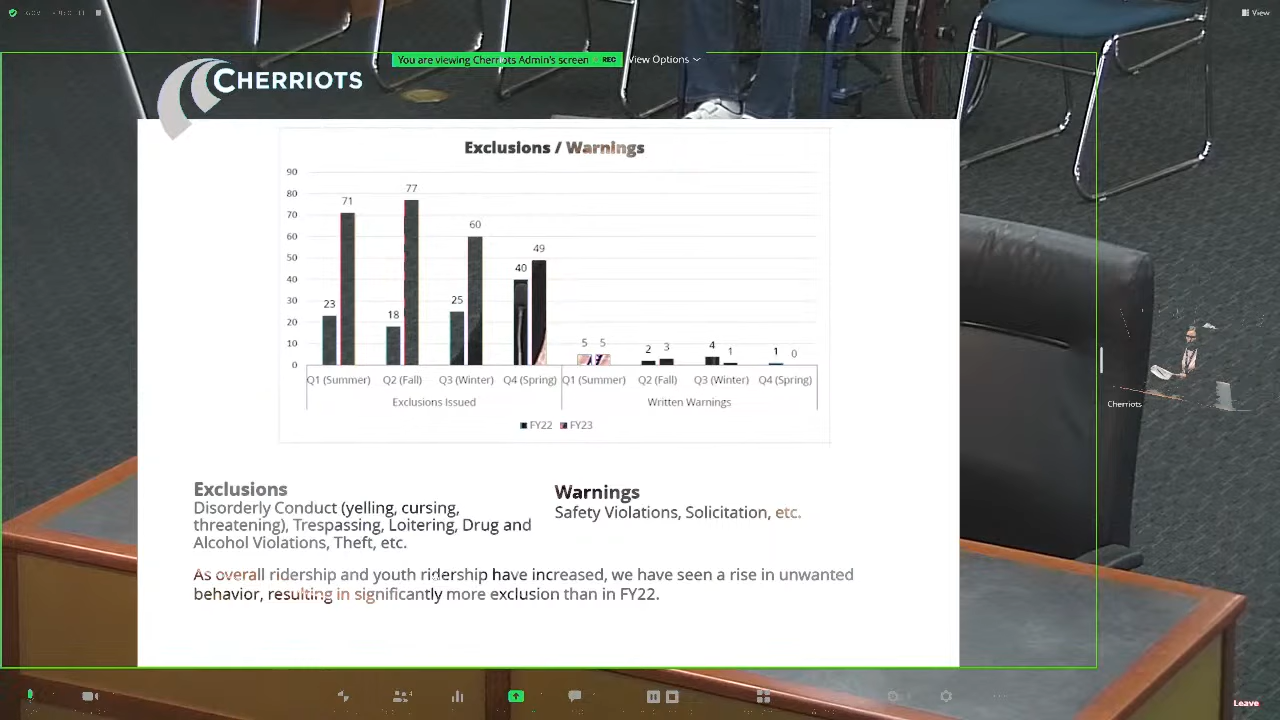 View
You are viewing Cherriots Admin's screen REC View Options
CHERRIOTS
Exclusions / Warnings
90
80
70
60
50
40
30
20
10
0
23 71 18 77 25 60 40 49 5 5 2 3 4 1 1 0
Q1 (Summer) Q2 (Fall) Q3 (Winter) Q4 (Spring) Q1 (Summer) Q2 (Fall) Q3 (Winter) Q4 (Spring)
Exclusions Issued Written Warnings
FY22 FY23
Cherriots
Exclusions
Disorderly Conduct (yelling, cursing,
threatening), Trespassing, Loitering, Drug and
Alcohol Violations, Theft, etc.
Warnings
Safety Violations, Solicitation, etc.
As overall ridership and youth ridership have increased, we have seen a rise in unwanted
behavior, resulting in significantly more exclusion than in FY22.
Leave